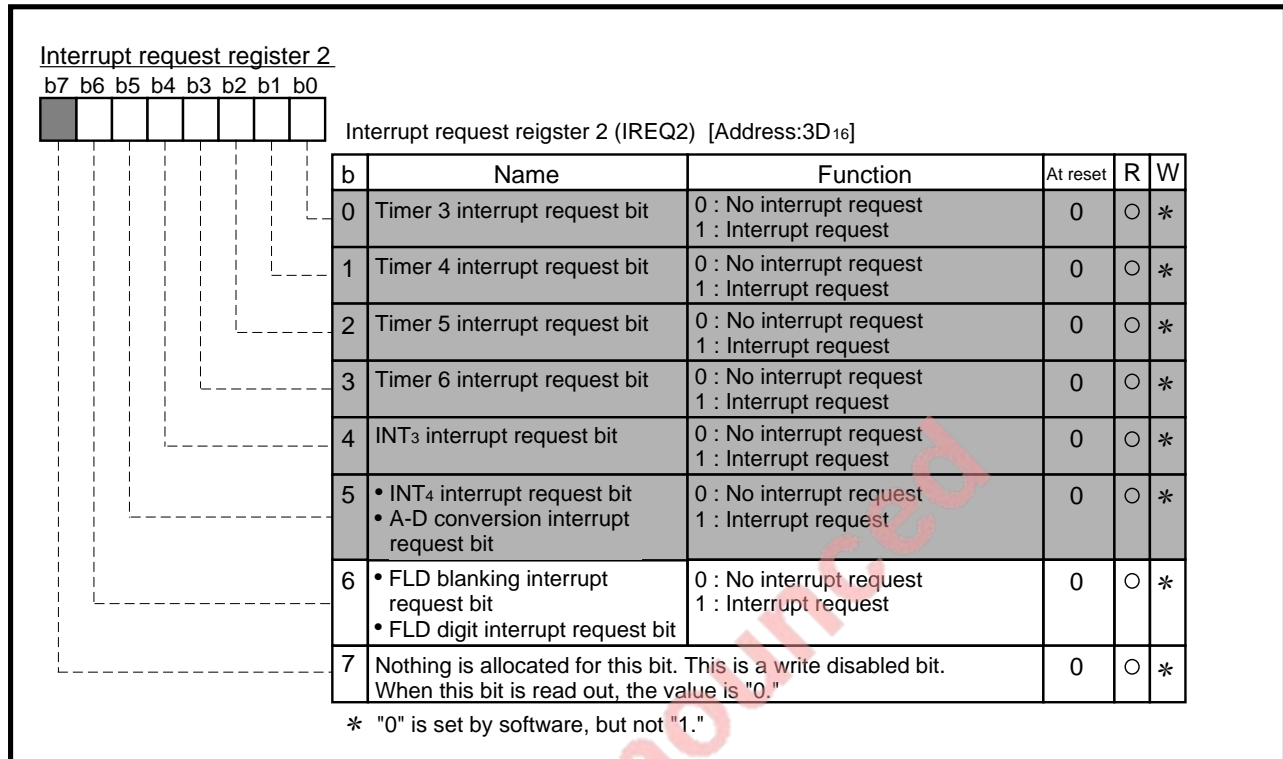 Interrupt request register 2
b7 b6 b5 b4 b3 b2 b1 b0
Interrupt request reigster 2 (IREQ2) [Address:3D16]
b Name Function At reset R W
0 Timer 3 interrupt request bit 0 : No interrupt request 0 ○ *
1 : Interrupt request
1 Timer 4 interrupt request bit 0 : No interrupt request 0 ○ *
1 : Interrupt request
2 Timer 5 interrupt request bit 0 : No interrupt request 0 ○ *
1 : Interrupt request
3 Timer 6 interrupt request bit 0 : No interrupt request 0 ○ *
1 : Interrupt request
4 INT3 interrupt request bit 0 : No interrupt request 0 ○ *
1 : Interrupt request
5 • INT4 interrupt request bit 0 : No interrupt request 0 ○ *
• A-D conversion interrupt 1 : Interrupt request
request bit
6 • FLD blanking interrupt 0 : No interrupt request 0 ○ *
request bit 1 : Interrupt request
• FLD digit interrupt request bit
7 Nothing is allocated for this bit. This is a write disabled bit. 0 ○ *
When this bit is read out, the value is "0."
* "0" is set by software, but not "1."